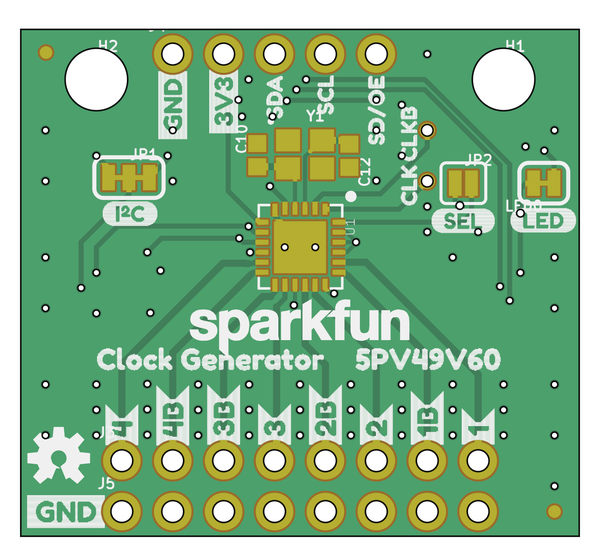 H2
H1
GND
3V3
SDA
SCL
SD/OE
Y1
C10
C12
CLK
CLKB
JP1
JP2
I²C
SEL
LED
U1
sparkfun
Clock Generator 5PV49V60
4
4B
3B
3
2B
2
1B
1
J5
GND